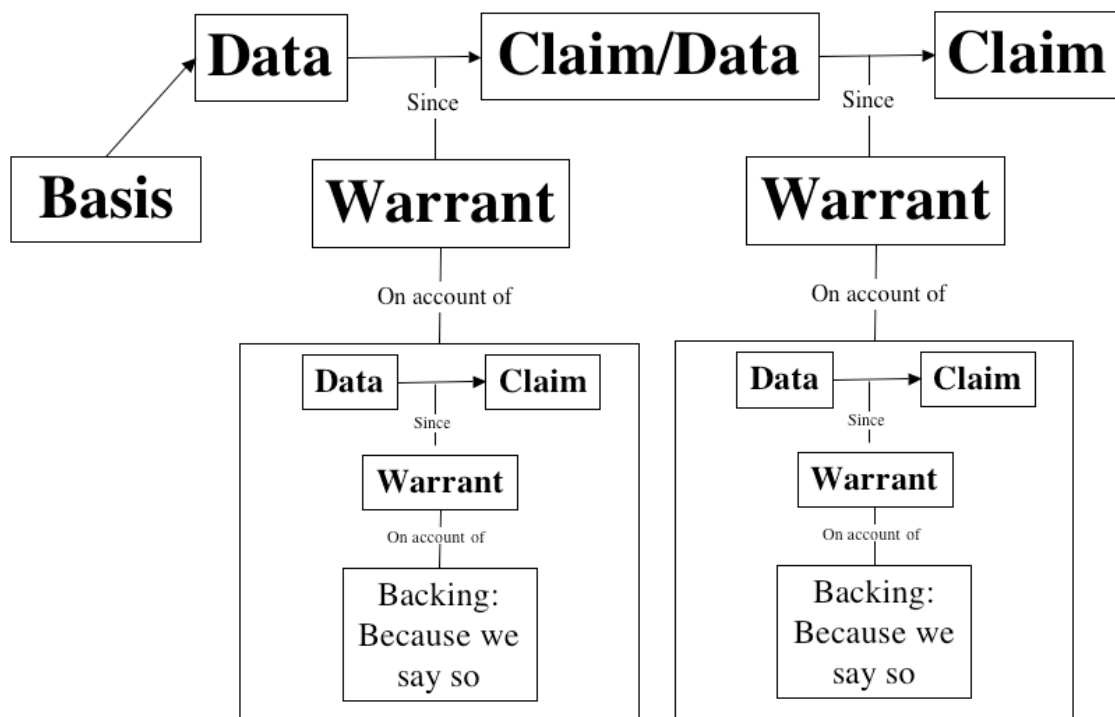 Data
Claim/Data
Claim
Since
Since
Basis
Warrant
Warrant
On account of
On account of
Data
Claim
Data
Claim
Since
Since
Warrant
Warrant
On account of
On account of
Backing:
Because we
say so
Backing:
Because we
say so